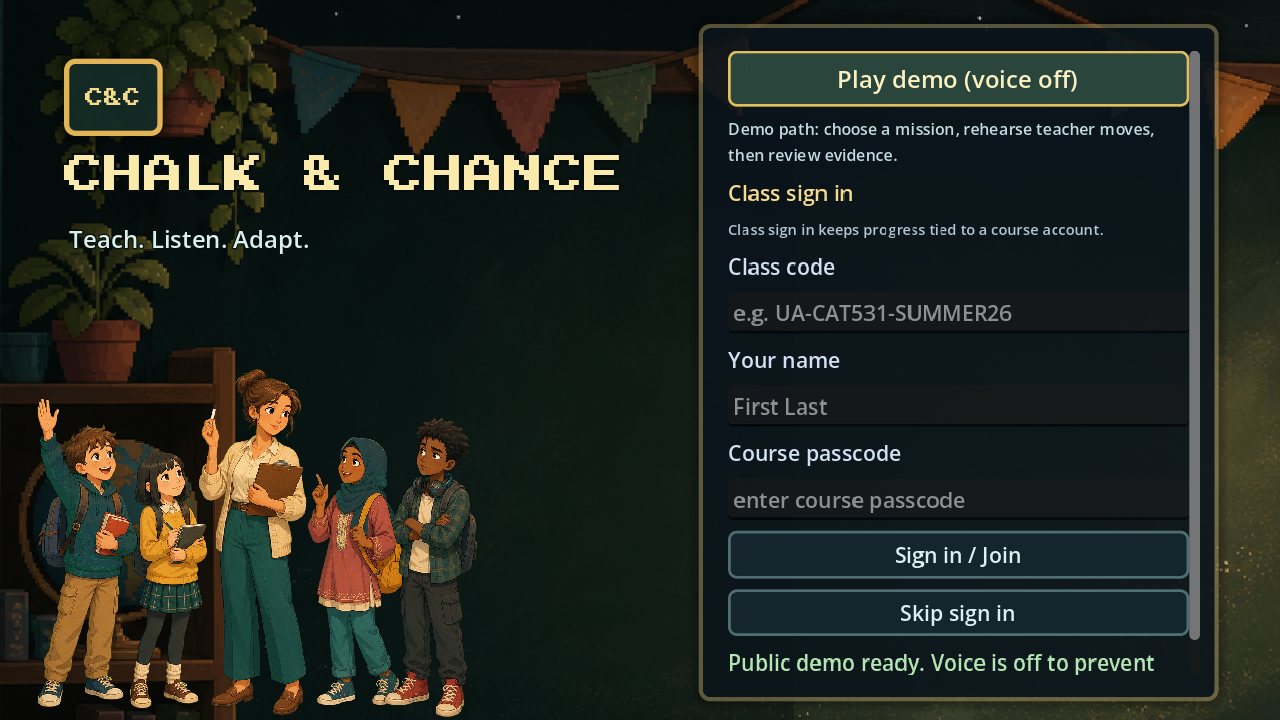 C&C
CHALK & CHANCE
Teach. Listen. Adapt.
Play demo (voice off)
Demo path: choose a mission, rehearse teacher moves,
then review evidence.
Class sign in
Class sign in keeps progress tied to a course account.
Class code
e.g. UA-CAT531-SUMMER26
Your name
First Last
Course passcode
enter course passcode
Sign in / Join
Skip sign in
Public demo ready. Voice is off to prevent